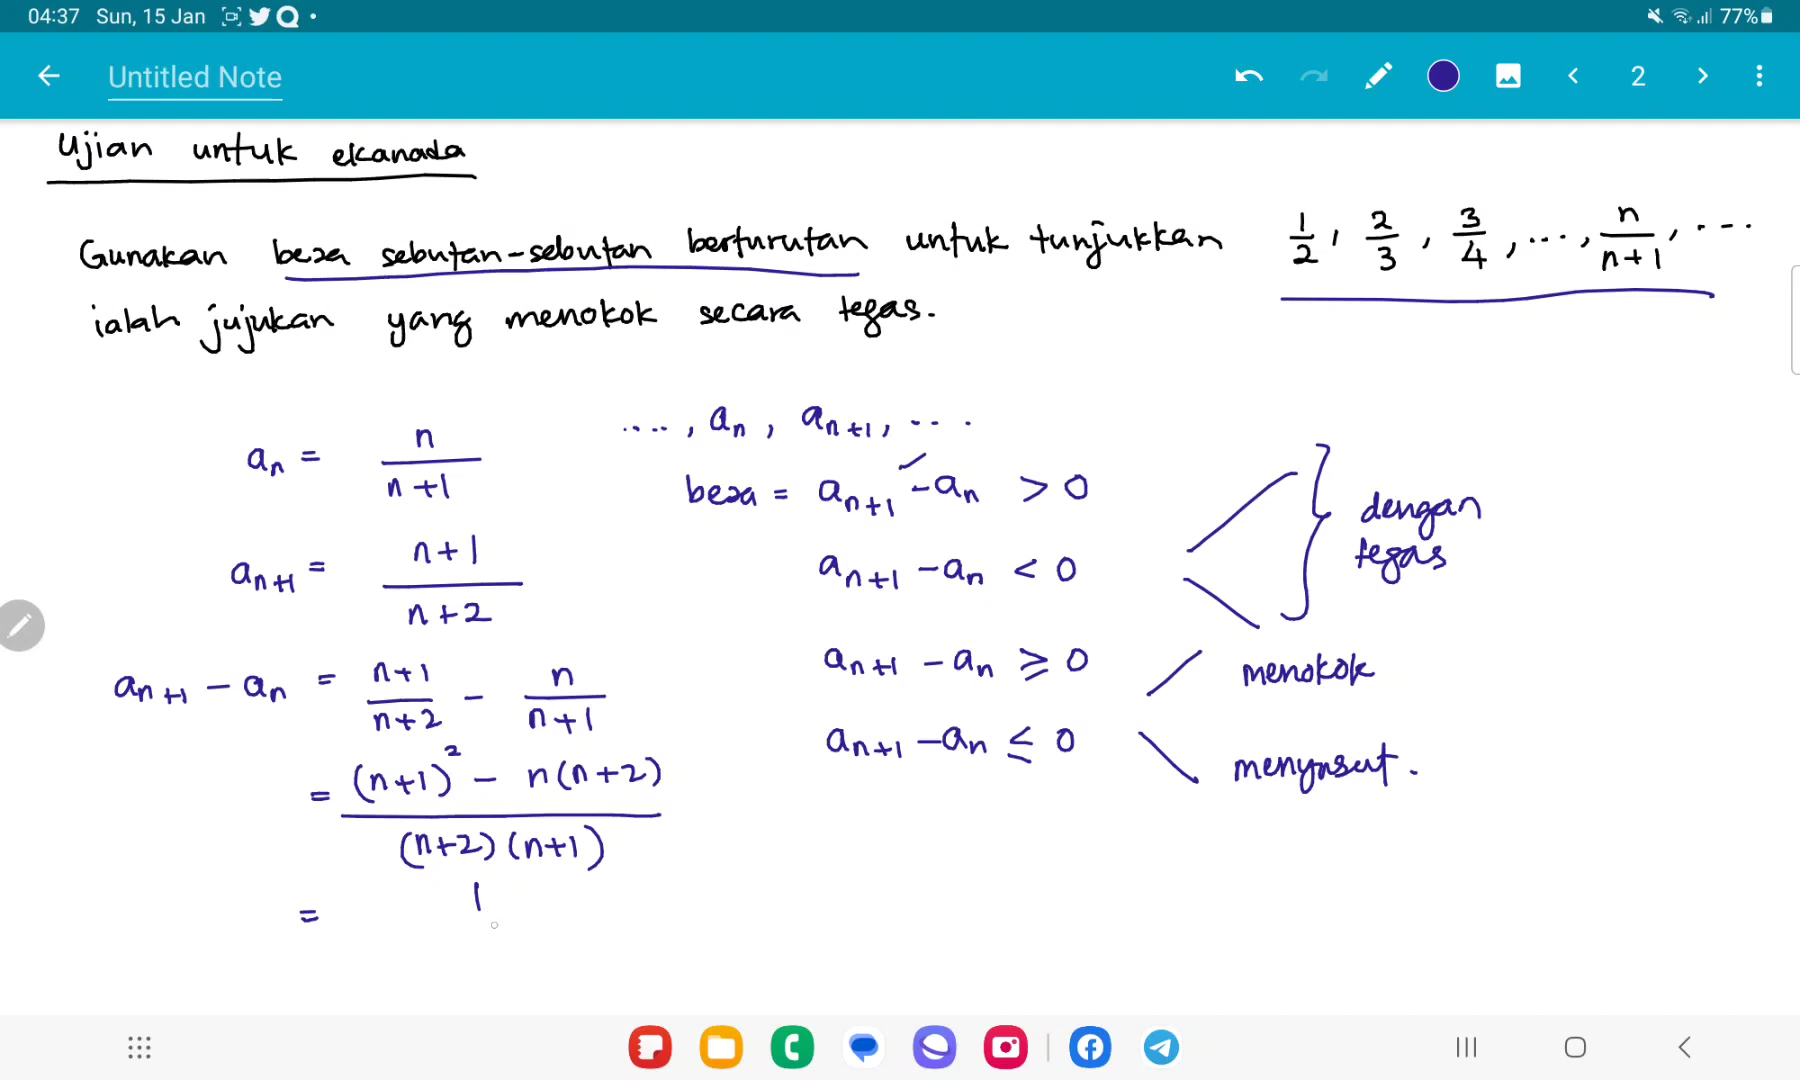 04:37 Sun, 15 Jan 77%
Untitled Note 2
Ujian untuk ekanada
Gunakan beza sebutan-sebutan berturutan untuk tunjukkan 1/2, 2/3, 3/4, ..., n/n+1, ...
ialah jujukan yang menokok secara tegas.
...., aₙ, aₙ₊₁, ...
aₙ = n/n+1
beza = aₙ₊₁ - aₙ > 0
dengan
tegas
aₙ₊₁ = n+1/n+2
aₙ₊₁ - aₙ < 0
aₙ₊₁ - aₙ = n+1/n+2 - n/n+1
aₙ₊₁ - aₙ ≥ 0
menokok
= (n+1)² - n(n+2)/(n+2)(n+1)
aₙ₊₁ - aₙ ≤ 0
menyusut.
= 1